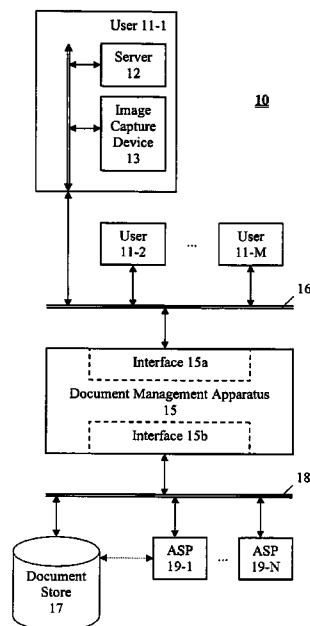 User 11-1
Server
12
10
Image
Capture
Device
13
User
11-2
...
User
11-M
16
Interface 15a
Document Management Apparatus
15
Interface 15b
18
Document
Store
17
ASP
19-1
...
ASP
19-N